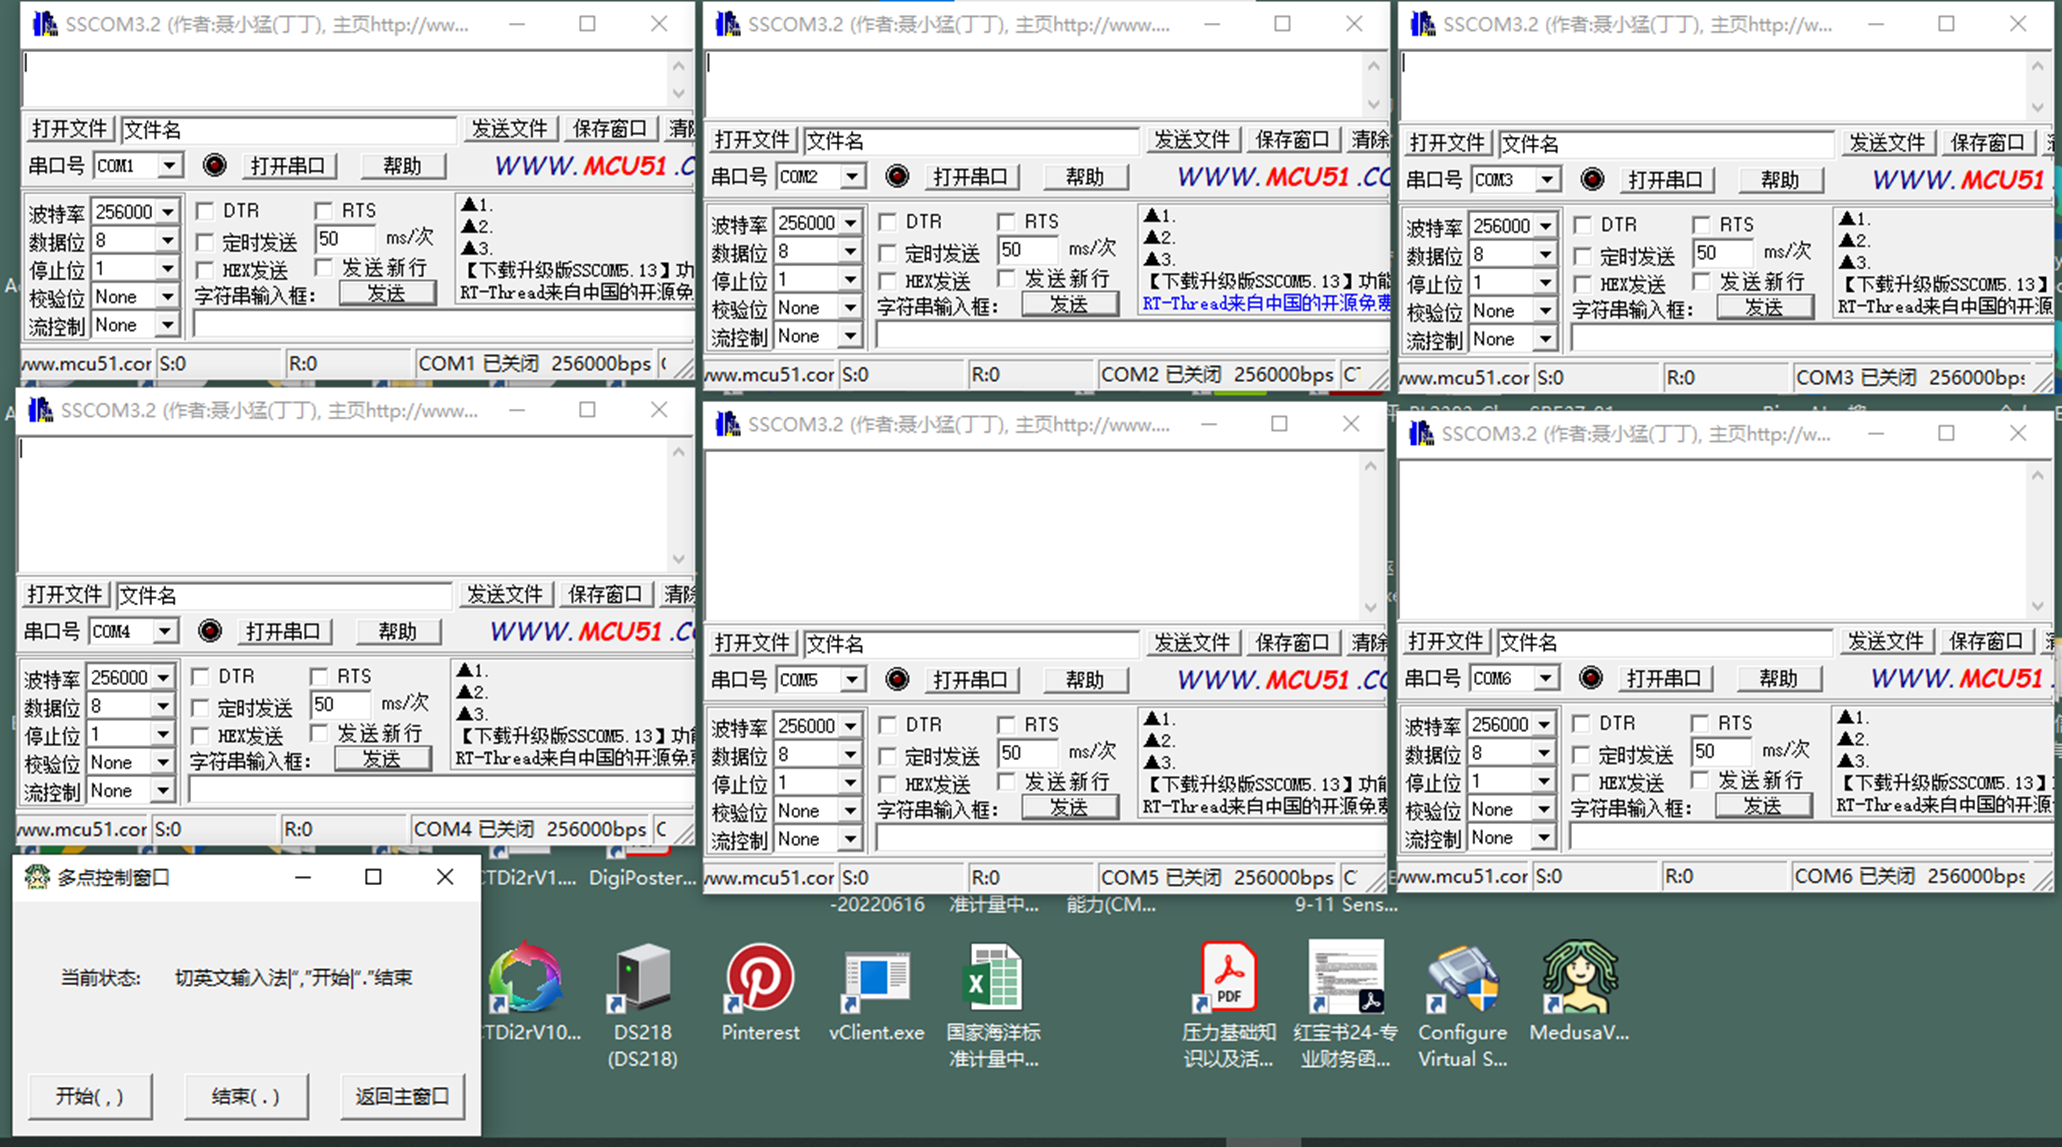 SSCOM3.2 (作者:聂小猛(丁丁), 主页http://ww...
打开文件 文件名 发送文件 保存窗口 清除
串口号 COM1 打开串口 帮助 WWW.MCU51.C
波特率 256000 DTR RTS
数据位 8 定时发送 50 ms/次
停止位 1 HEX发送 发送新行
校验位 None 字符串输入框: 发送
流控制 None
▲1.
▲2.
▲3.
【下载升级版SSCOM5.13】功
RT-Thread来自中国的开源免
ww.mcu51.cor S:0 R:0 COM1 已关闭 256000bps
SSCOM3.2 (作者:聂小猛(丁丁), 主页http://www....
打开文件 文件名 发送文件 保存窗口 清除
串口号 COM2 打开串口 帮助 WWW.MCU51.CO
波特率 256000 DTR RTS
数据位 8 定时发送 50 ms/次
停止位 1 HEX发送 发送新行
校验位 None 字符串输入框: 发送
流控制 None
▲1.
▲2.
▲3.
【下载升级版SSCOM5.13】功能
RT-Thread来自中国的开源免费
ww.mcu51.cor S:0 R:0 COM2 已关闭 256000bps C
SSCOM3.2 (作者:聂小猛(丁丁), 主页http://w...
打开文件 文件名 发送文件 保存窗口
串口号 COM3 打开串口 帮助 WWW.MCU51
波特率 256000 DTR RTS
数据位 8 定时发送 50 ms/次
停止位 1 HEX发送 发送新行
校验位 None 字符串输入框: 发送
流控制 None
▲1.
▲2.
▲3.
【下载升级版SSCOM5.13】
RT-Thread来自中国的开源
ww.mcu51.cor S:0 R:0 COM3 已关闭 256000bps
SSCOM3.2 (作者:聂小猛(丁丁), 主页http://www...
打开文件 文件名 发送文件 保存窗口 清除
串口号 COM4 打开串口 帮助 WWW.MCU51.C
波特率 256000 DTR RTS
数据位 8 定时发送 50 ms/次
停止位 1 HEX发送 发送新行
校验位 None 字符串输入框: 发送
流控制 None
▲1.
▲2.
▲3.
【下载升级版SSCOM5.13】功能
RT-Thread来自中国的开源免费
ww.mcu51.cor S:0 R:0 COM4 已关闭 256000bps C
SSCOM3.2 (作者:聂小猛(丁丁), 主页http://www....
打开文件 文件名 发送文件 保存窗口 清除
串口号 COM5 打开串口 帮助 WWW.MCU51.CO
波特率 256000 DTR RTS
数据位 8 定时发送 50 ms/次
停止位 1 HEX发送 发送新行
校验位 None 字符串输入框: 发送
流控制 None
▲1.
▲2.
▲3.
【下载升级版SSCOM5.13】功能
RT-Thread来自中国的开源免费
ww.mcu51.cor S:0 R:0 COM5 已关闭 256000bps C
SSCOM3.2 (作者:聂小猛(丁丁), 主页http://w...
打开文件 文件名 发送文件 保存窗口
串口号 COM6 打开串口 帮助 WWW.MCU51.
波特率 256000 DTR RTS
数据位 8 定时发送 50 ms/次
停止位 1 HEX发送 发送新行
校验位 None 字符串输入框: 发送
流控制 None
▲1.
▲2.
▲3.
【下载升级版SSCOM5.13】
RT-Thread来自中国的开源
ww.mcu51.cor S:0 R:0 COM6 已关闭 256000bps
多点控制窗口
当前状态: 切英文输入法|“,”开始|“.”结束
开始( , ) 结束( . ) 返回主窗口
CTDi2rV1.... DigiPoster...
-20220616 准计量中... 能力(CM... 9-11 Sens...
PDF
CTDi2rV10...
DS218
(DS218)
Pinterest
vClient.exe
国家海洋标
准计量中...
压力基础知
识以及活...
红宝书24-专
业财务函...
Configure
Virtual S...
MedusaV...